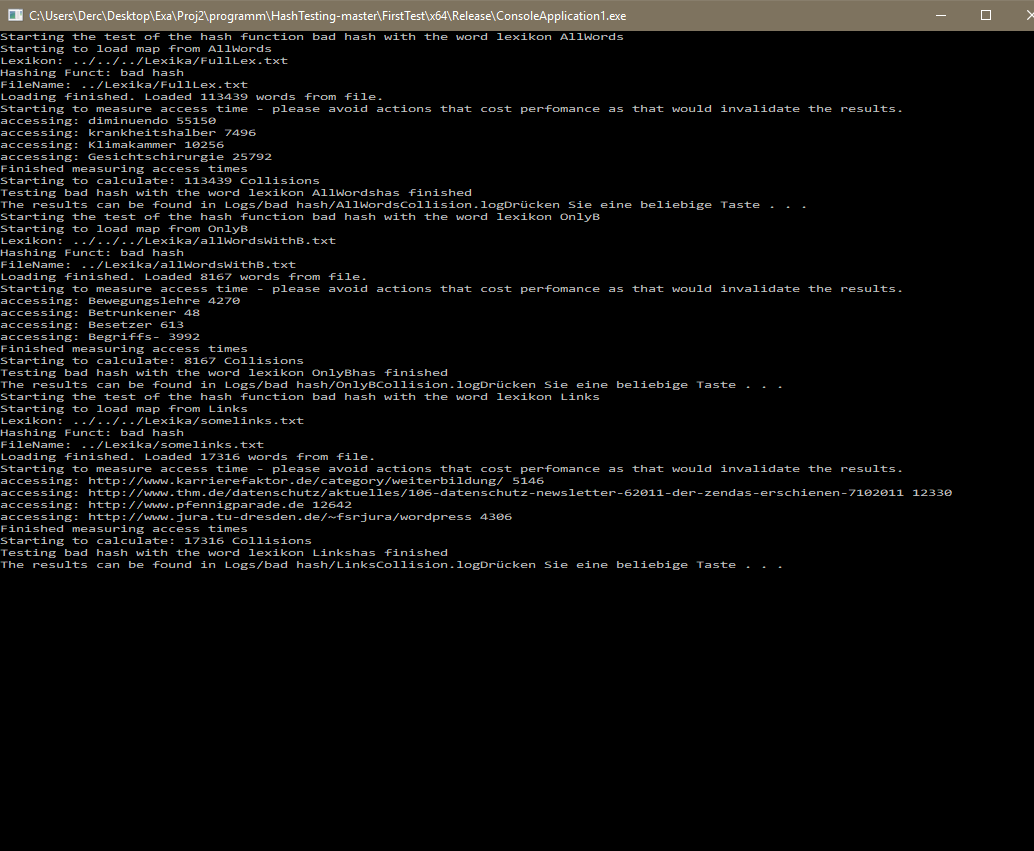 C:\Users\Derc\Desktop\Exa\Proj2\programm\HashTesting-master\FirstTest\x64\Release\ConsoleApplication1.exe
Starting the test of the hash function bad hash with the word lexikon AllWords
Starting to load map from AllWords
Lexikon: ../../../Lexika/FullLex.txt
Hashing Funct: bad hash
FileName: ../Lexika/FullLex.txt
Loading finished. Loaded 113439 words from file.
Starting to measure access time - please avoid actions that cost perfomance as that would invalidate the results.
accessing: diminuendo 55150
accessing: krankheitshalber 7496
accessing: Klimakammer 10256
accessing: Gesichtschirurgie 25792
Finished measuring access times
Starting to calculate: 113439 Collisions
Testing bad hash with the word lexikon AllWordshas finished
The results can be found in Logs/bad hash/AllWordsCollision.logDrücken Sie eine beliebige Taste . . .
Starting the test of the hash function bad hash with the word lexikon OnlyB
Starting to load map from OnlyB
Lexikon: ../../../Lexika/allWordsWithB.txt
Hashing Funct: bad hash
FileName: ../Lexika/allWordsWithB.txt
Loading finished. Loaded 8167 words from file.
Starting to measure access time - please avoid actions that cost perfomance as that would invalidate the results.
accessing: Bewegungslehre 4270
accessing: Betrunkener 48
accessing: Besetzer 613
accessing: Begriffs- 3992
Finished measuring access times
Starting to calculate: 8167 Collisions
Testing bad hash with the word lexikon OnlyBhas finished
The results can be found in Logs/bad hash/OnlyBCollision.logDrücken Sie eine beliebige Taste . . .
Starting the test of the hash function bad hash with the word lexikon Links
Starting to load map from Links
Lexikon: ../../../Lexika/somelinks.txt
Hashing Funct: bad hash
FileName: ../Lexika/somelinks.txt
Loading finished. Loaded 17316 words from file.
Starting to measure access time - please avoid actions that cost perfomance as that would invalidate the results.
accessing: http://www.karrierefaktor.de/category/weiterbildung/ 5146
accessing: http://www.thm.de/datenschutz/aktuelles/106-datenschutz-newsletter-62011-der-zendas-erschienen-7102011 12330
accessing: http://www.pfennigparade.de 12642
accessing: http://www.jura.tu-dresden.de/~fsrjura/wordpress 4306
Finished measuring access times
Starting to calculate: 17316 Collisions
Testing bad hash with the word lexikon Linkshas finished
The results can be found in Logs/bad hash/LinksCollision.logDrücken Sie eine beliebige Taste . . .